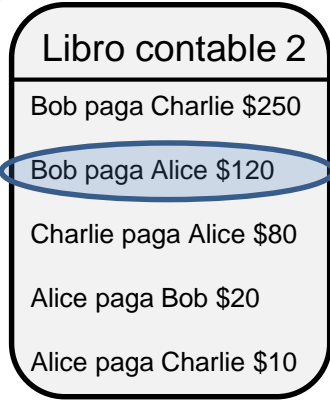 Libro contable 2
Bob paga Charlie $250
Bob paga Alice $120
Charlie paga Alice $80
Alice paga Bob $20
Alice paga Charlie $10